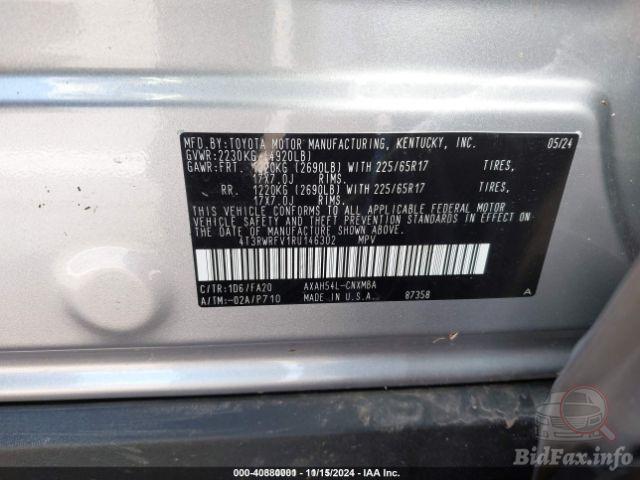 MFD.BY:TOYOTA MOTOR MANUFACTURING, KENTUCKY, INC. 05/24
GVWR:2230KG (4920LB)
GAWR:FRT. 1220KG (2690LB) WITH 225/65R17 TIRES,
17X7.0J RIMS.
RR. 1220KG (2690LB) WITH 225/65R17 TIRES,
17X7.0J RIMS.
THIS VEHICLE CONFORMS TO ALL APPLICABLE FEDERAL MOTOR
VEHICLE SAFETY AND THEFT PREVENTION STANDARDS IN EFFECT
ON THE DATE OF MANUFACTURE SHOWN ABOVE.
4T3RWRFV1RU146302 MPV
C/TR:1D6/FA20 AXAH54L-CNXMBA
A/TM:-02A/P710 MADE IN U.S.A. 87358 A
000-40880001 - 11/15/2024 - IAA Inc.
BidFax.info